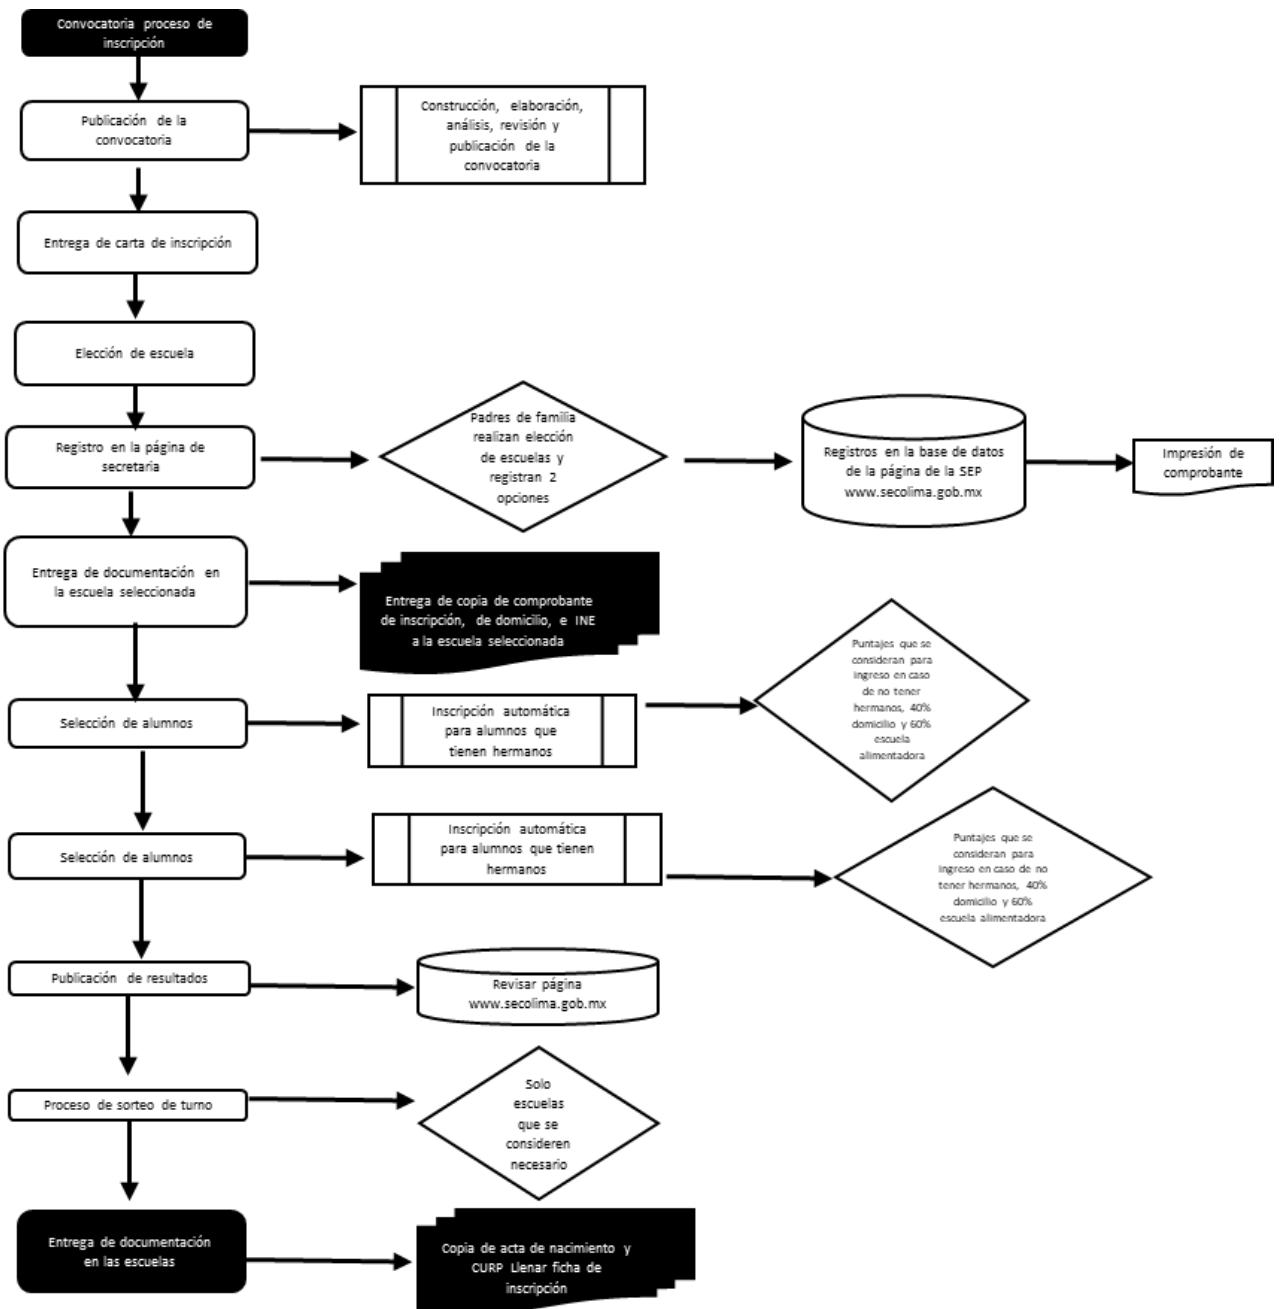 Convocatoria proceso de
inscripción
Publicación de la
convocatoria
Construcción, elaboración,
análisis, revisión y
publicación de la
convocatoria
Entrega de carta de inscripción
Elección de escuela
Registro en la página de
secretaria
Padres de familia
realizan elección
de escuelas y
registran 2
opciones
Registros en la base de datos
de la página de la SEP
www.secolima.gob.mx
Impresión de
comprobante
Entrega de documentación en
la escuela seleccionada
Entrega de copia de comprobante
de inscripción, de domicilio, e INE
a la escuela seleccionada
Selección de alumnos
Inscripción automática
para alumnos que
tienen hermanos
Puntajes que se
consideran para
ingreso en caso
de no tener
hermanos, 40%
domicilio y 60%
escuela
alimentadora
Selección de alumnos
Inscripción automática
para alumnos que tienen
hermanos
Puntajes que se
consideran para
ingreso en caso de no
tener hermanos, 40%
domicilio y 60%
escuela alimentadora
Publicación de resultados
Revisar página
www.secolima.gob.mx
Proceso de sorteo de turno
Solo
escuelas
que se
consideren
necesario
Entrega de documentación
en las escuelas
Copia de acta de nacimiento y
CURP Llenar ficha de
inscripción